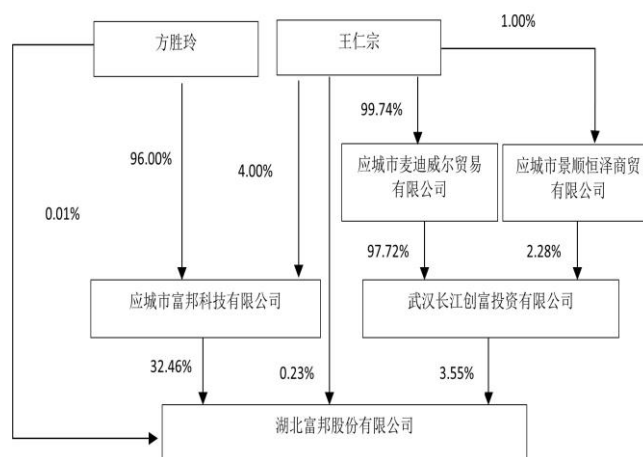 1.00%
方胜玲
王仁宗
99.74%
96.00%
4.00%
应城市麦迪威尔贸易
有限公司
应城市景顺恒泽商贸
有限公司
0.01%
97.72%
2.28%
应城市富邦科技有限公司
武汉长江创富投资有限公司
32.46%
0.23%
3.55%
湖北富邦股份有限公司